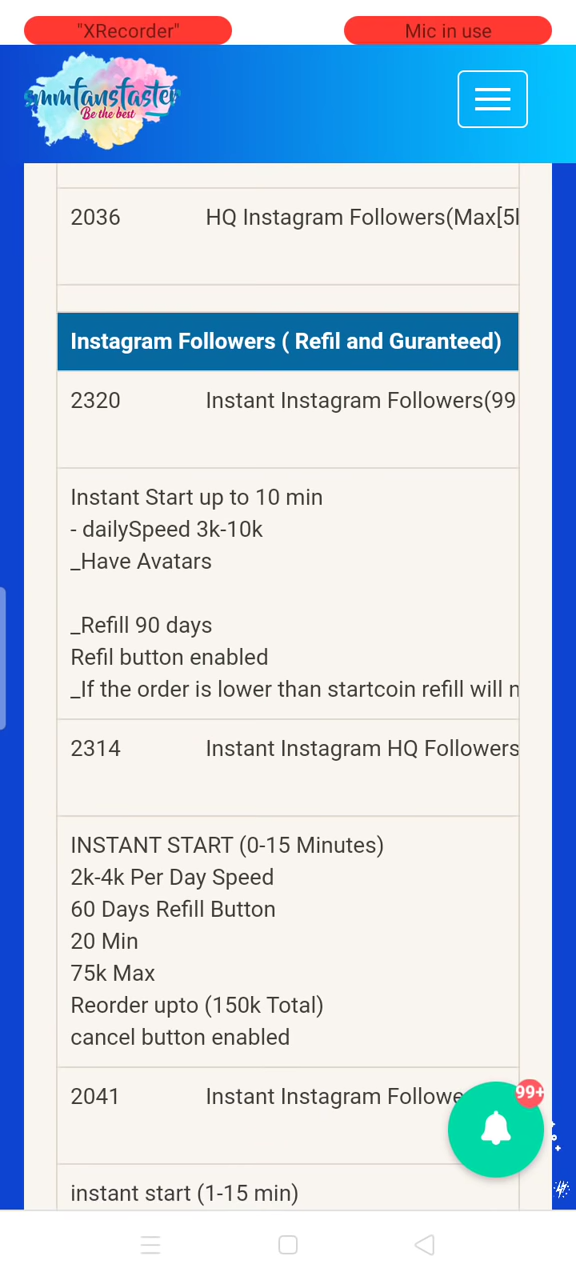 "XRecorder"
Mic in use
smmfansfaster
Be the best
2036 HQ Instagram Followers(Max[5
Instagram Followers ( Refil and Guranteed)
2320 Instant Instagram Followers(99
Instant Start up to 10 min
- dailySpeed 3k-10k
_Have Avatars
_Refill 90 days
Refil button enabled
_If the order is lower than startcoin refill will
2314 Instant Instagram HQ Followers
INSTANT START (0-15 Minutes)
2k-4k Per Day Speed
60 Days Refill Button
20 Min
75k Max
Reorder upto (150k Total)
cancel button enabled
2041 Instant Instagram Followe
99+
instant start (1-15 min)